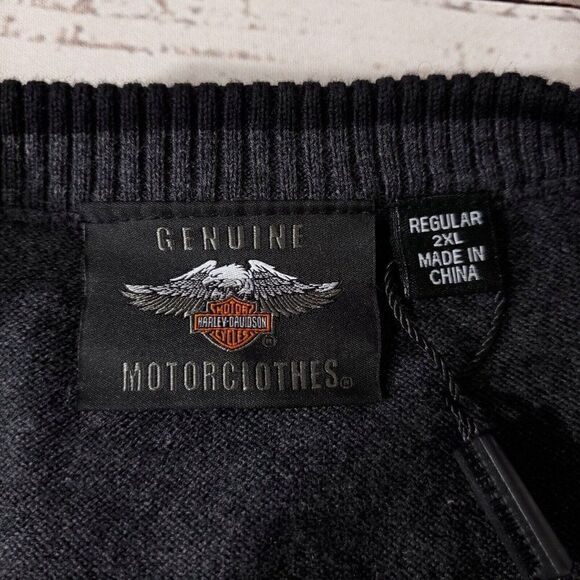 GENUINE
MOTOR
HARLEY-DAVIDSON
CYCLES
MOTORCLOTHES®
REGULAR
2XL
MADE IN
CHINA